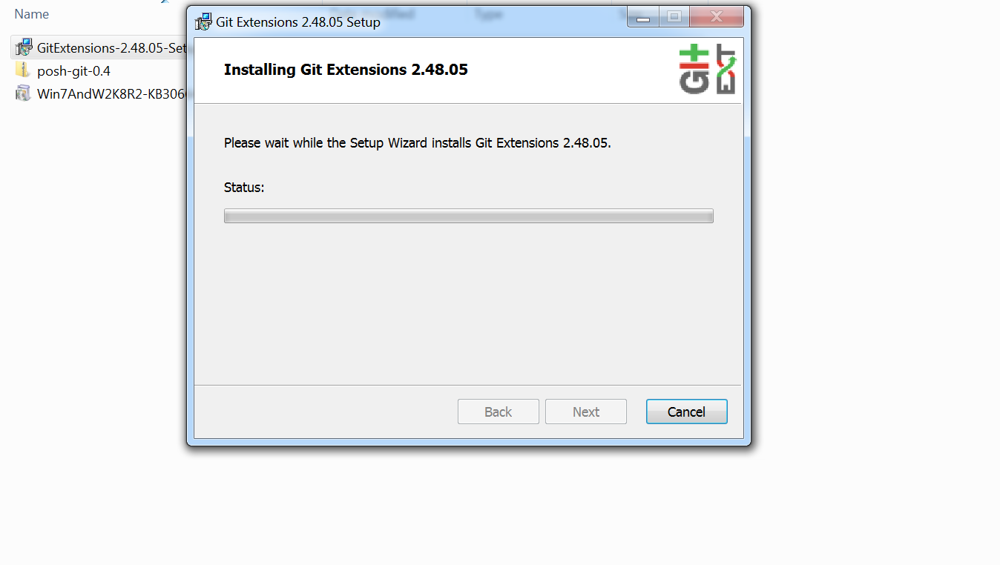 Name
Git Extensions 2.48.05 Setup
GitExtensions-2.48.05-Set
posh-git-0.4
Win7AndW2K8R2-KB306
Installing Git Extensions 2.48.05
Git
EXT
Please wait while the Setup Wizard installs Git Extensions 2.48.05.
Status:
Back
Next
Cancel